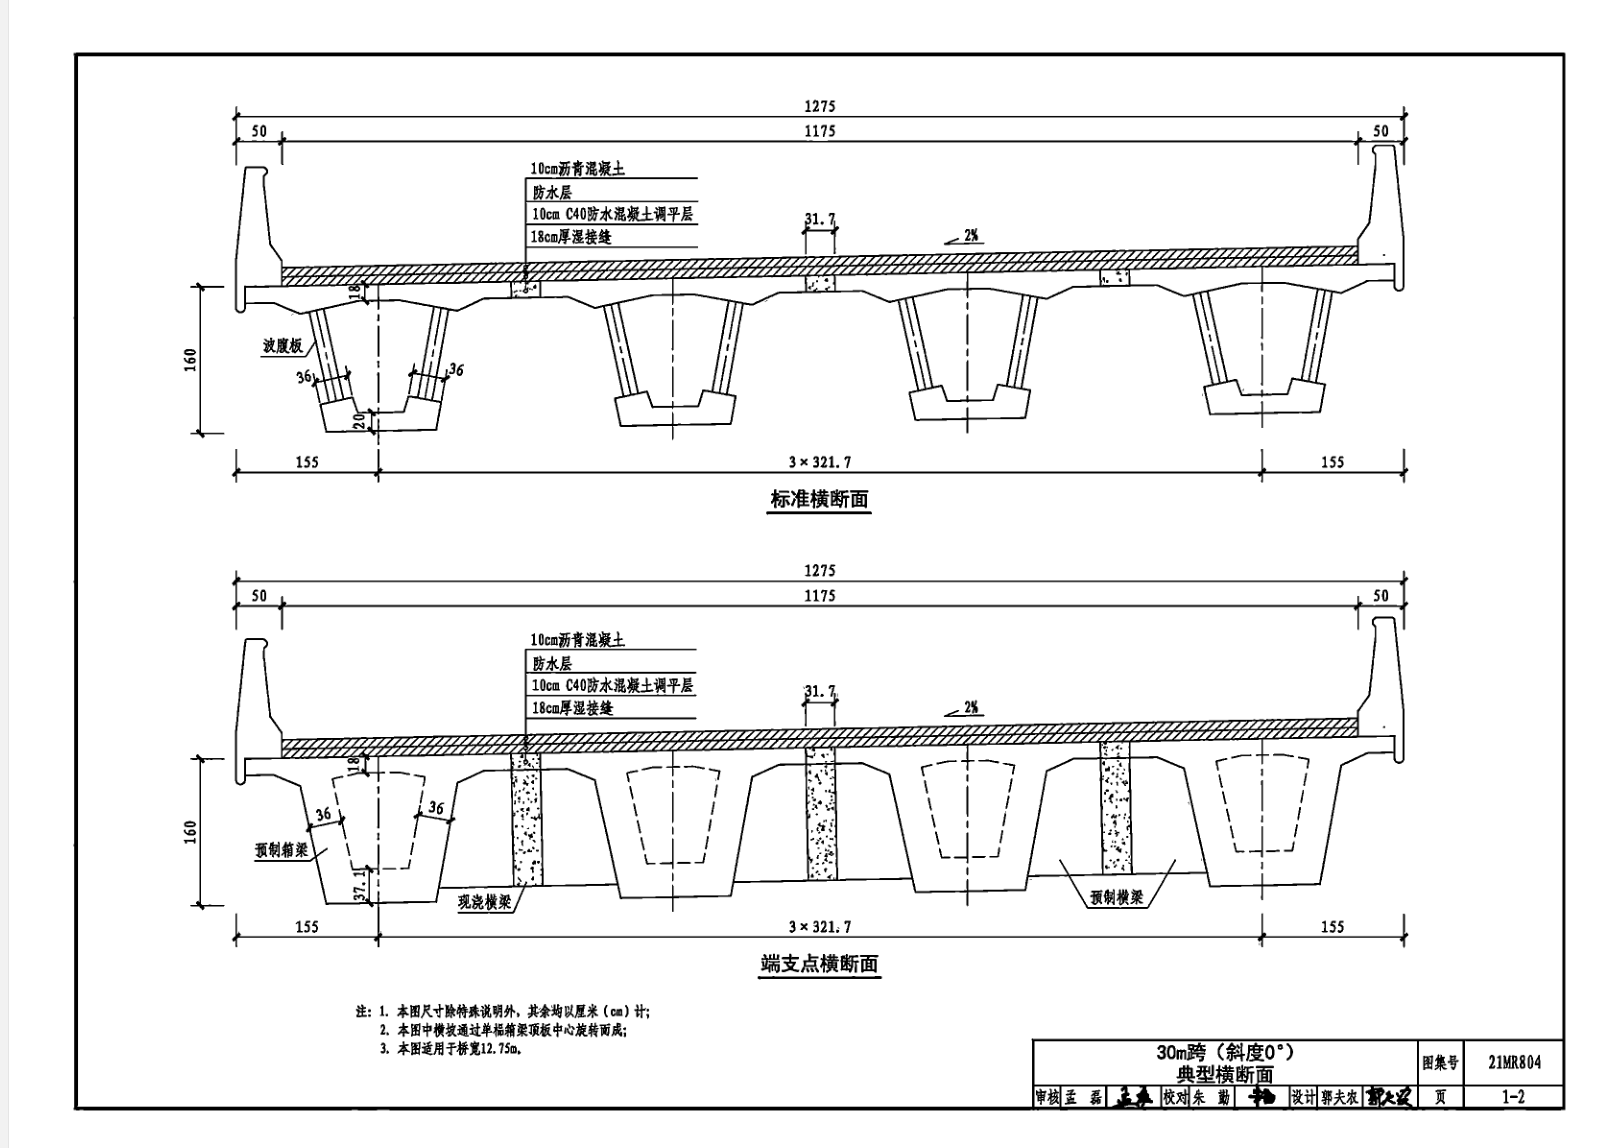 1275
50 1175 50
10cm沥青混凝土
防水层
10cm C40防水混凝土调平层
18cm厚湿接缝
31.7
2%
18
波腹板
160
36 36
20
155 3×321.7 155
标准横断面
1275
50 1175 50
10cm沥青混凝土
防水层
10cm C40防水混凝土调平层
18cm厚湿接缝
31.7
2%
18
160
36 36
预制箱梁
37.1
现浇横梁
预制横梁
155 3×321.7 155
端支点横断面
注: 1. 本图尺寸除特殊说明外，其余均以厘米(cm)计;
2. 本图中横坡通过单榀箱梁顶板中心旋转而成;
3. 本图适用于桥宽12.75m。
30m跨（斜度0°）
典型横断面
图集号 21MR804
审核 孟磊 校对 朱勤 设计 郭夫农 郭夫农 页 1-2